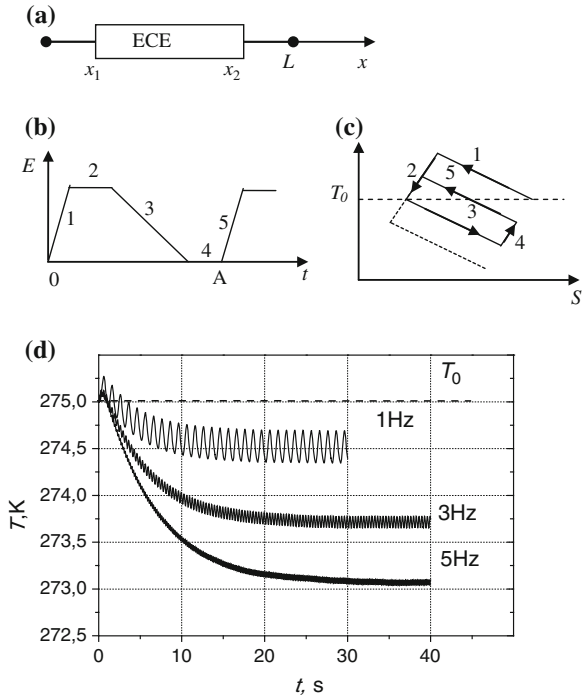 (a)
ECE
x1 x2 L x
(b)
E
2
1
3
4
5
0
A
t
(c)
T0
1
2
5
3
4
S
(d)
T0
1Hz
3Hz
5Hz
275,0
274,5
274,0
273,5
273,0
272,5
T,K
0 10 20 30 40
t, s